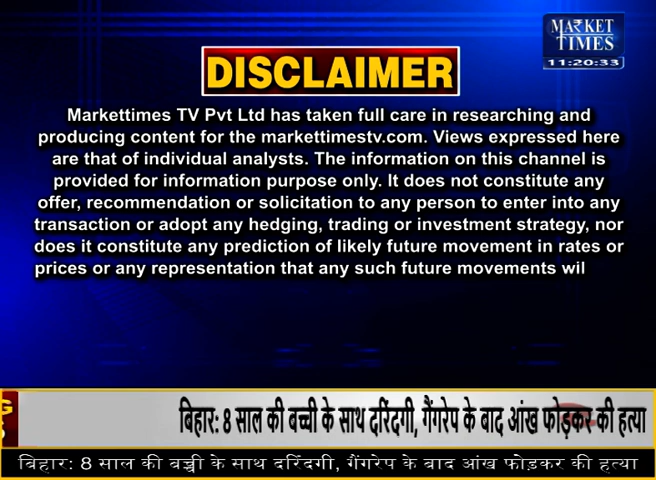 MARKET
TIMES
11:20:33
DISCLAIMER
Markettimes TV Pvt Ltd has taken full care in researching and
producing content for the markettimestv.com. Views expressed here
are that of individual analysts. The information on this channel is
provided for information purpose only. It does not constitute any
offer, recommendation or solicitation to any person to enter into any
transaction or adopt any hedging, trading or investment strategy, nor
does it constitute any prediction of likely future movement in rates or
prices or any representation that any such future movements wil
बिहार: 8 साल की बच्ची के साथ दरिंदगी, गैंगरेप के बाद आंख फोड़कर की हत्या
बिहार: 8 साल की बच्ची के साथ दरिंदगी, गैंगरेप के बाद आंख फोड़कर की हत्या